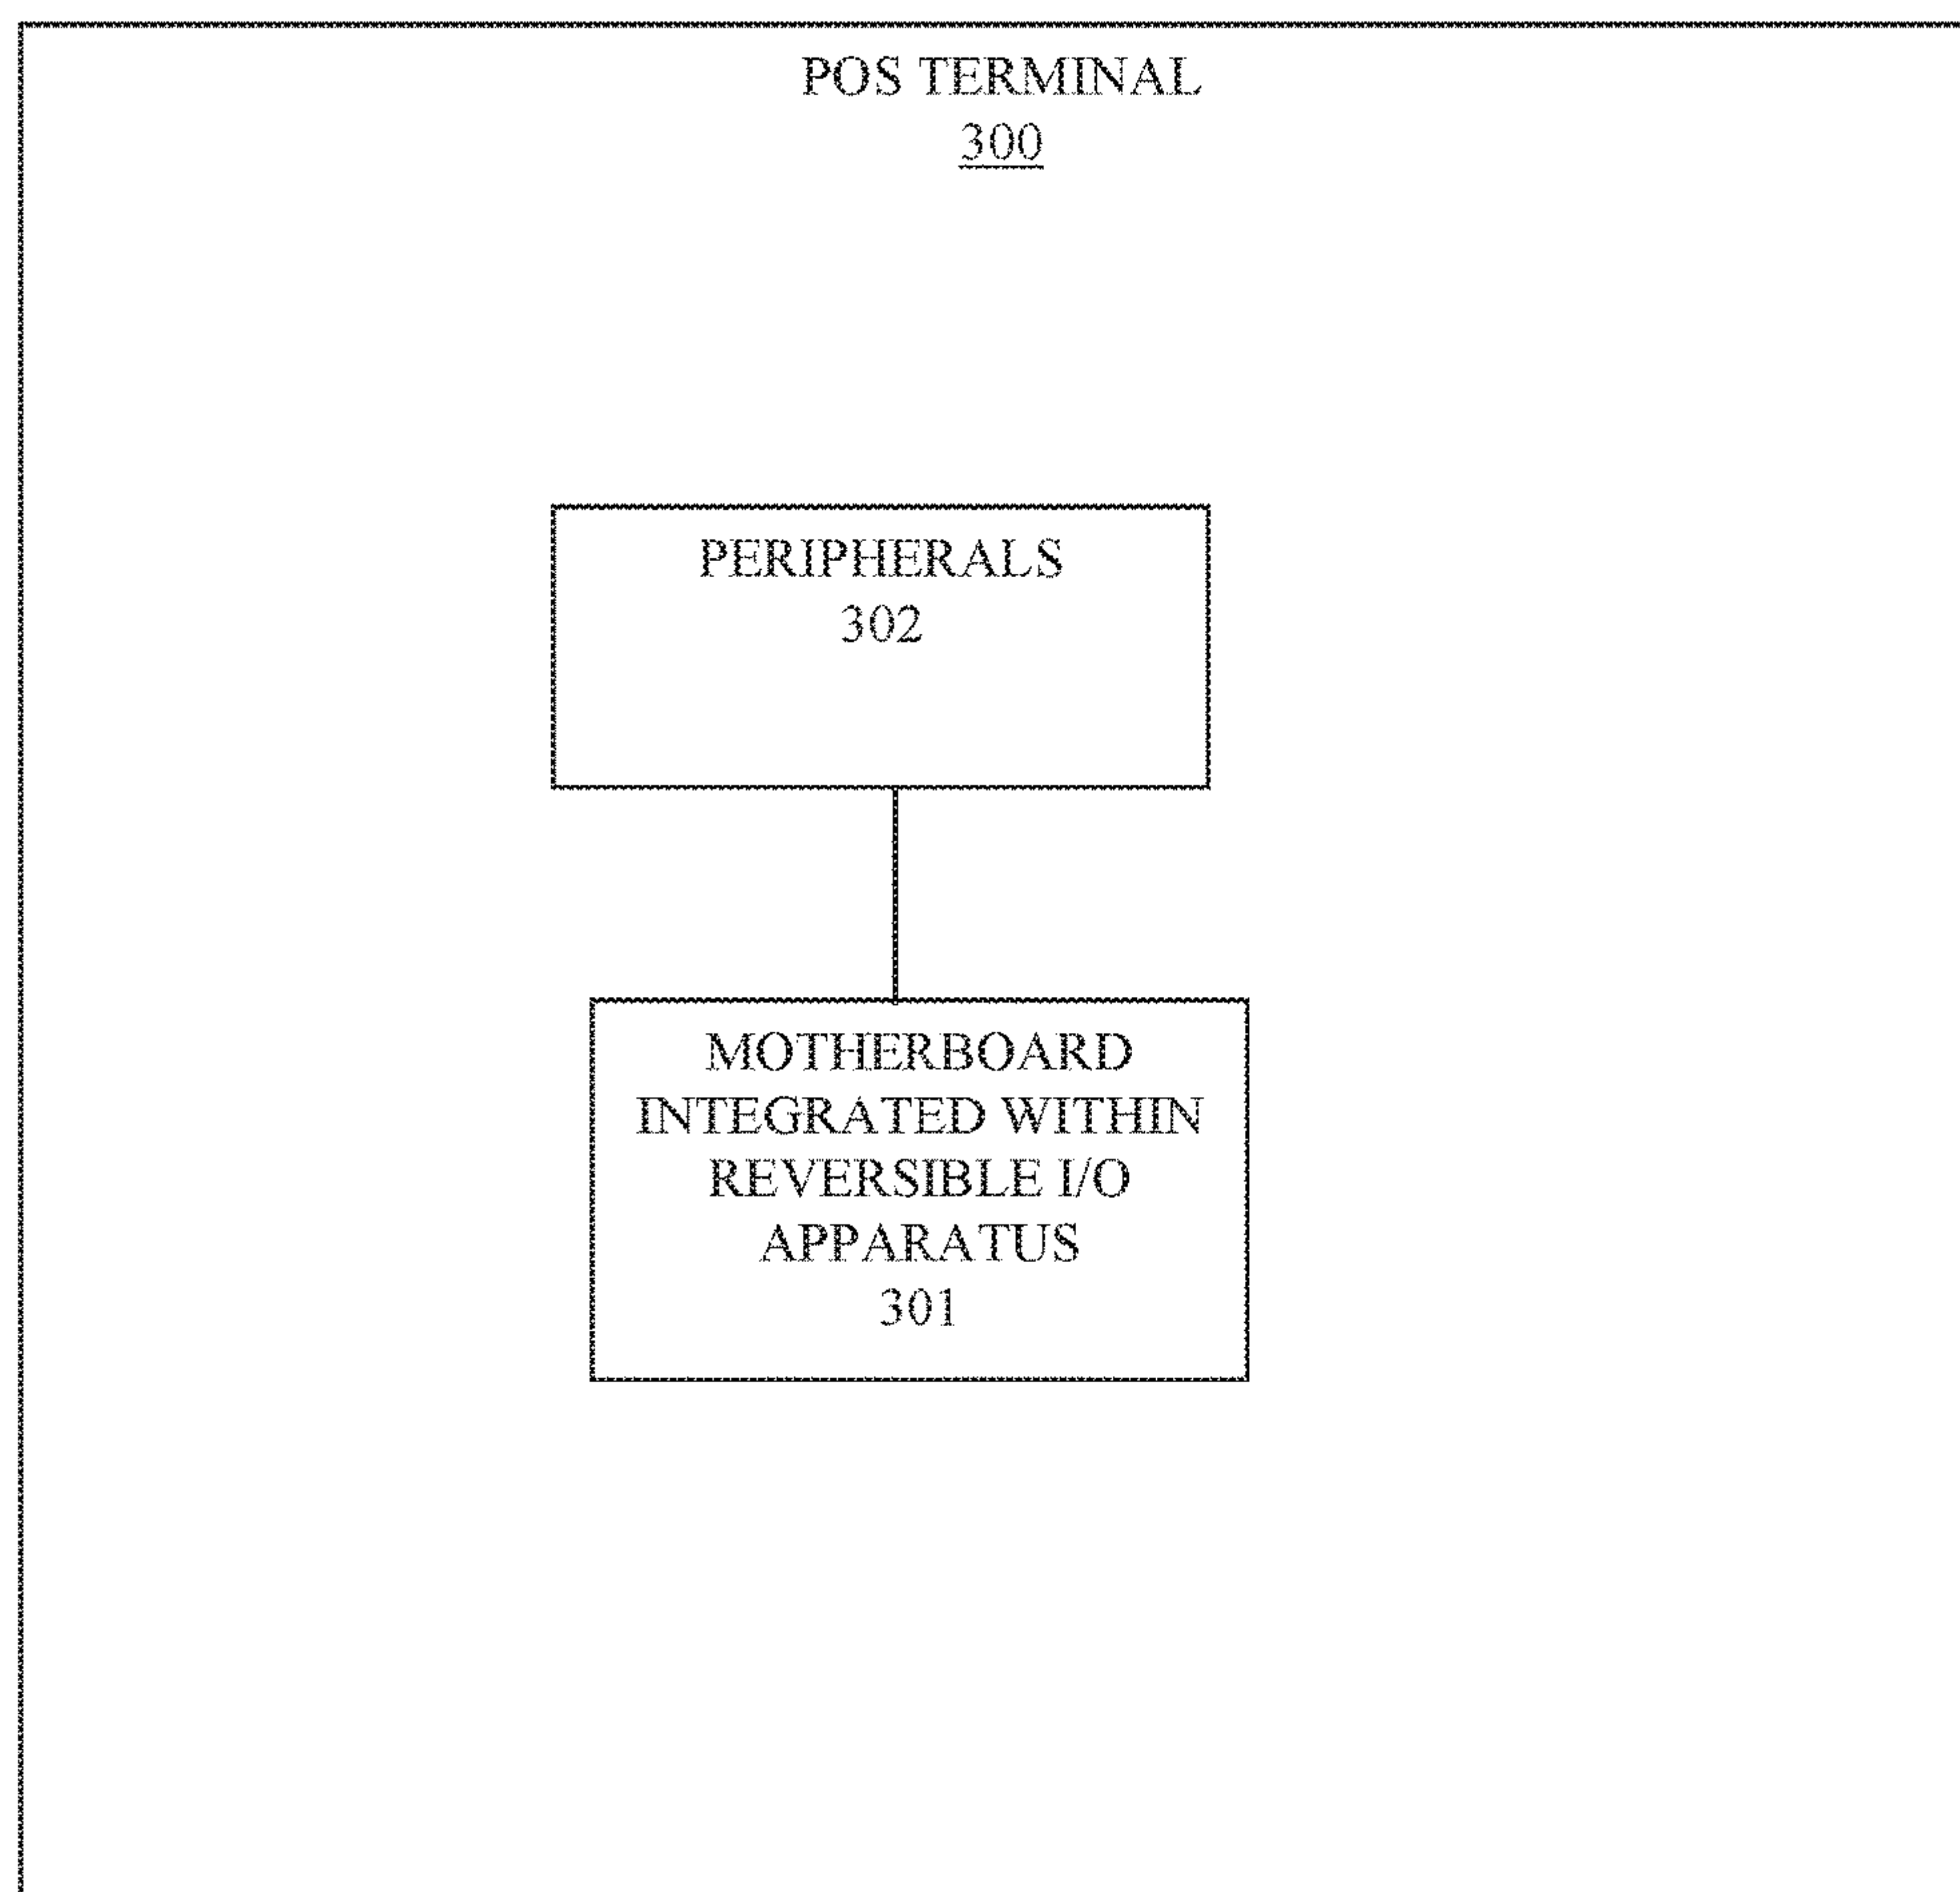 POS TERMINAL
300
PERIPHERALS
302
MOTHERBOARD
INTEGRATED WITHIN
REVERSIBLE I/O
APPARATUS
301